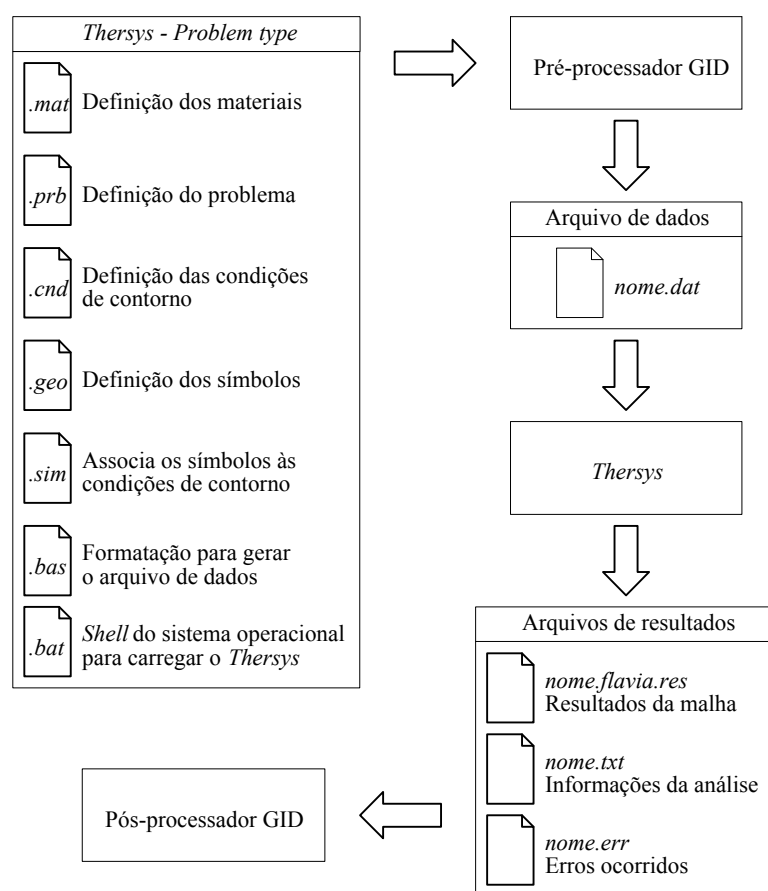 Thersys - Problem type
.mat
Definição dos materiais
.prb
Definição do problema
.cnd
Definição das condições
de contorno
.geo
Definição dos símbolos
.sim
Associa os símbolos às
condições de contorno
.bas
Formatação para gerar
o arquivo de dados
.bat
Shell do sistema operacional
para carregar o Thersys
Pré-processador GID
Arquivo de dados
nome.dat
Thersys
Arquivos de resultados
nome.flavia.res
Resultados da malha
nome.txt
Informações da análise
nome.err
Erros ocorridos
Pós-processador GID